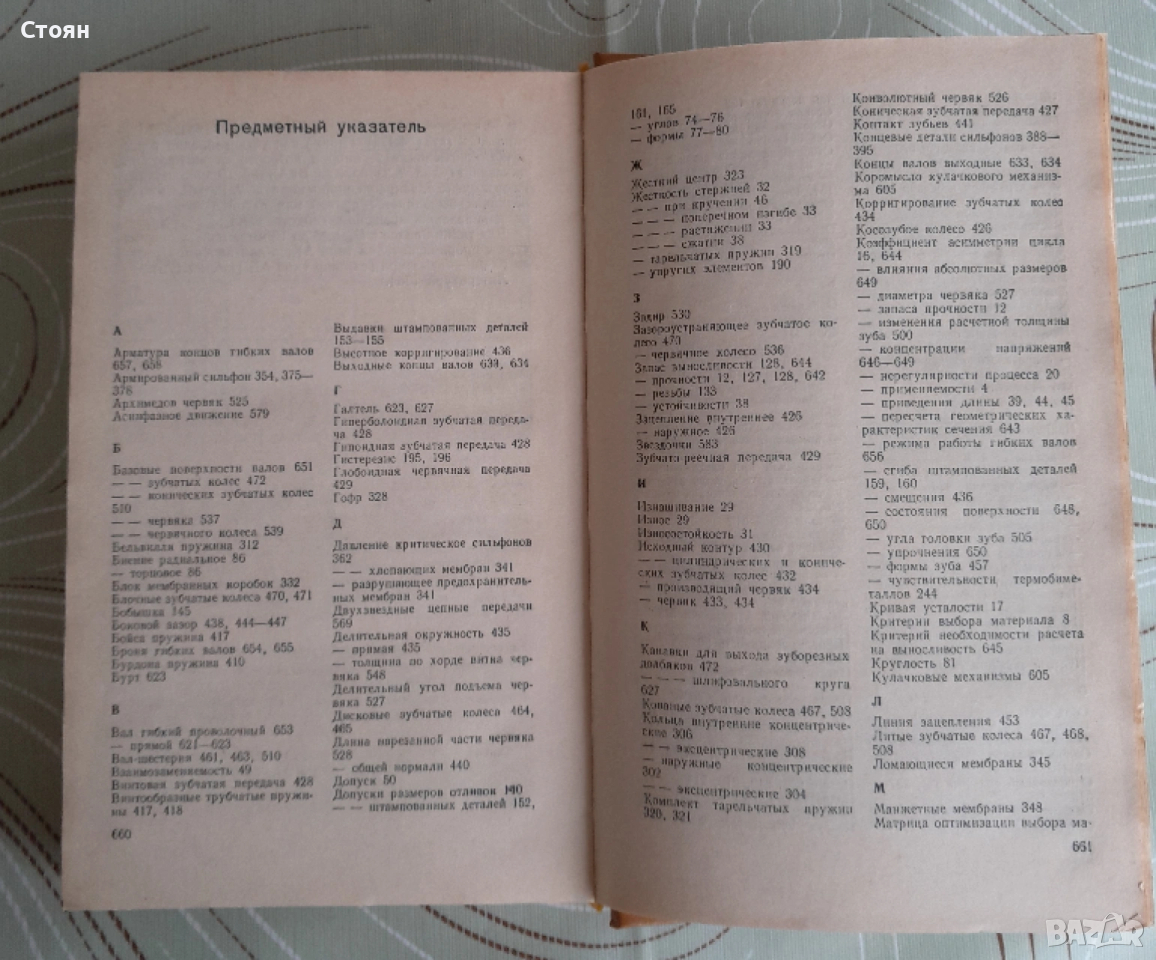 Стоян
Предметный указатель
А
Арматура концов гибких валов
657, 658
Армированный сильфон 354, 375—
378
Архимедов червяк 525
Асинфазное движение 579
Б
Базовые поверхности валов 651
— — зубчатых колес 472
— — конических зубчатых колес
510
— — червяка 537
— — червячного колеса 539
Бельвилля пружина 312
Биение радиальное 86
— торцовое 86
Блок мембранных коробок 332
Блочные зубчатые колеса 470, 471
Бобышка 145
Боковой зазор 438, 444—447
Бойся пружина 417
Броня гибких валов 654, 655
Бурдона пружина 410
Бурт 623
В
Вал гибкий проволочный 653
— прямой 621—623
Вал-шестерня 461, 463, 510
Взаимозаменяемость 49
Винтовая зубчатая передача 428
Винтообразные трубчатые пружи-
мы 417, 418
660
Выдавки штампованных деталей
153—155
Высотное корригирование 436
Выходные концы валов 633, 634
Г
Галтель 623, 627
Гиперболоидная зубчатая переда-
ча 428
Гипоидная зубчатая передача 428
Гистерезис 195, 196
Глобоидная червячная передача
429
Гофр 328
Д
Давление критическое сильфонов
362
— — хлопающих мембран 341
— разрушающее предохранитель-
ных мембран 341
Двухзвездные цепные передачи
569
Делительная окружность 435
— прямая 435
— толщина по хорде витка чер-
вяка 548
Делительный угол подъема чер-
вяка 527
Дисковые зубчатые колеса 464,
465
Длина нарезанной части червяка
528
— общей нормали 440
Допуск 50
Допуски размеров отливок 140
— — штампованных деталей 152,
161, 165
— углов 74—76
— формы 77—80
Ж
Жесткий центр 323
Жесткость стержней 32
— — при кручении 46
— — — поперечном изгибе 33
— — — растяжении 33
— — — сжатии 38
— тарельчатых пружин 319
— упругих элементов 190
З
Задир 530
Зазороустраняющее зубчатое ко-
лесо 470
— червячное колесо 536
Запас выносливости 128, 644
— прочности 12, 127, 128, 642
— резьбы 133
— устойчивости 38
Зацепление внутреннее 426
— наружное 426
Звездочки 583
Зубчато-реечная передача 429
И
Изнашивание 29
Износ 29
Износостойкость 31
Исходный контур 430
— — цилиндрических и кониче-
ских зубчатых колес 432
— производящий червяк 434
— червяк 433, 434
К
Канавки для выхода зуборезных
долбяков 472
— — — шлифовального круга
627
Кованые зубчатые колеса 467, 508
Кольца внутренние концентриче-
ские 306
— — эксцентрические 308
— наружные концентрические
302
— — эксцентрические 304
Комплект тарельчатых пружин
320, 321
Конволютный червяк 526
Коническая зубчатая передача 427
Контакт зубьев 441
Концевые детали сильфонов 388—
395
Концы валов выходные 633, 634
Коромысло кулачкового механиз-
ма 605
Корригирование зубчатых колес
434
Косозубое колесо 426
Коэффициент асимметрии цикла
16, 644
— влияния абсолютных размеров
649
— диаметра червяка 527
— запаса прочности 12
— изменения расчетной толщины
зуба 500
— концентрации напряжений
646—649
— нерегулярности процесса 20
— применяемости 4
— приведения длины 39, 44, 45
— пересчета геометрических ха-
рактеристик сечения 643
— режима работы гибких валов
656
— сгиба штампованных деталей
159, 160
— смещения 436
— состояния поверхности 648,
650
— угла головки зуба 505
— упрочнения 650
— формы зуба 457
— чувствительности термобиме-
таллов 244
Кривая усталости 17
Критерии выбора материала 8
Критерий необходимости расчета
на выносливость 645
Круглость 81
Кулачковые механизмы 605
Л
Линия зацепления 453
Литые зубчатые колеса 467, 468,
508
Ломающиеся мембраны 345
М
Манжетные мембраны 348
Матрица оптимизации выбора ма-
661
BAZAR